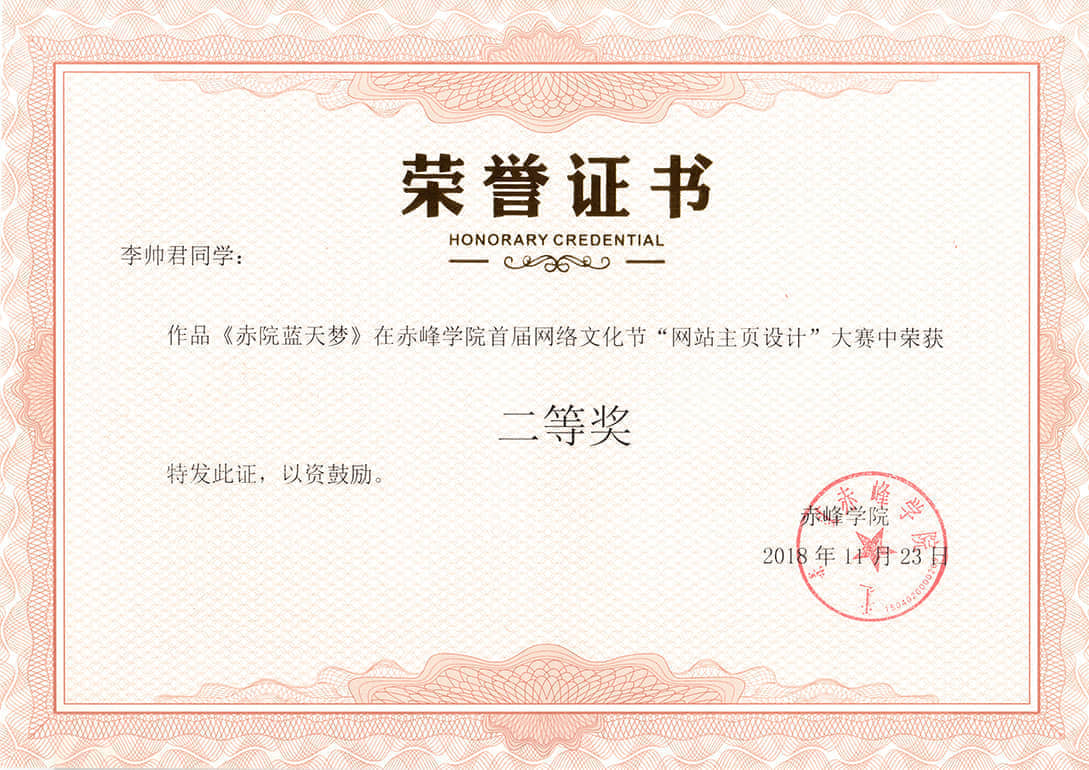 荣誉证书
HONORARY CREDENTIAL
李帅君同学：
作品《赤院蓝天梦》在赤峰学院首届网络文化节“网站主页设计”大赛中荣获
二等奖
特发此证，以资鼓励。
赤峰学院
2018 年 11 月 23 日
赤峰学院